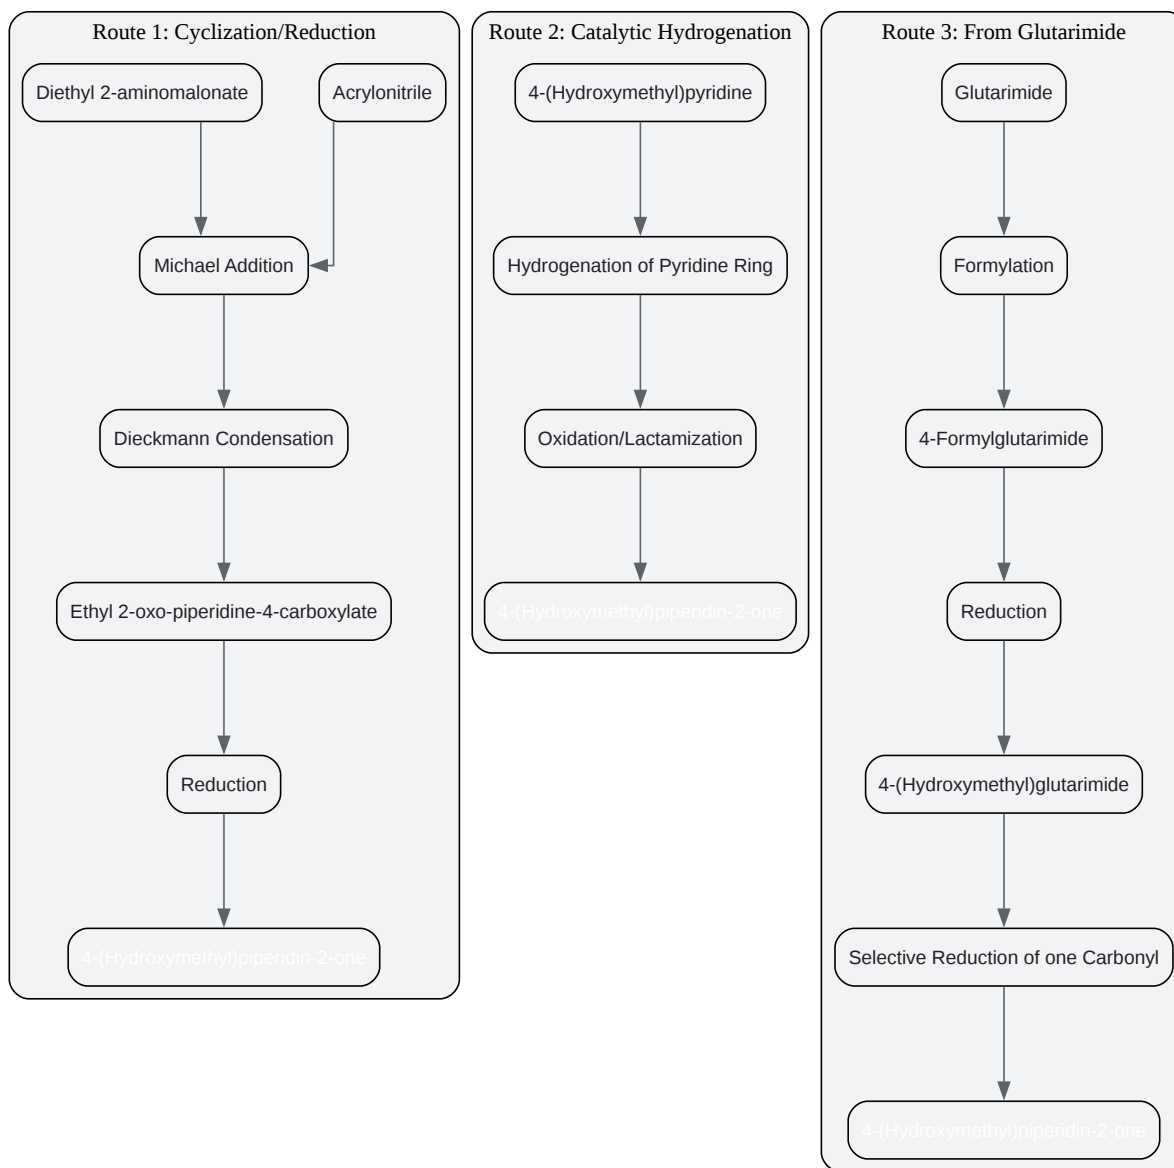 Route 1: Cyclization/Reduction
Diethyl 2-aminomalonate
Acrylonitrile
Michael Addition
Dieckmann Condensation
Ethyl 2-oxo-piperidine-4-carboxylate
Reduction
4-(Hydroxymethyl)piperidin-2-one
Route 2: Catalytic Hydrogenation
4-(Hydroxymethyl)pyridine
Hydrogenation of Pyridine Ring
Oxidation/Lactamization
4-(Hydroxymethyl)piperidin-2-one
Route 3: From Glutarimide
Glutarimide
Formylation
4-Formylglutarimide
Reduction
4-(Hydroxymethyl)glutarimide
Selective Reduction of one Carbonyl
4-(Hydroxymethyl)piperidin-2-one